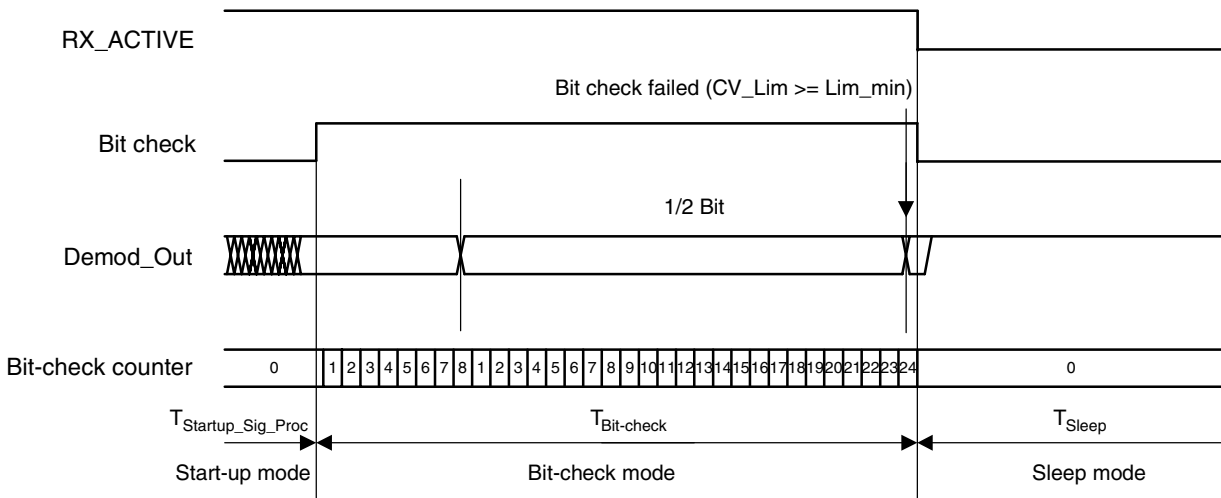 RX_ACTIVE
Bit check failed (CV_Lim >= Lim_min)
Bit check
1/2 Bit
Demod_Out
Bit-check counter 0 1 2 3 4 5 6 7 8 1 2 3 4 5 6 7 8 9 10 11 12 13 14 15 16 17 18 19 20 21 22 23 24 0
T_Startup_Sig_Proc T_Bit-check T_Sleep
Start-up mode Bit-check mode Sleep mode